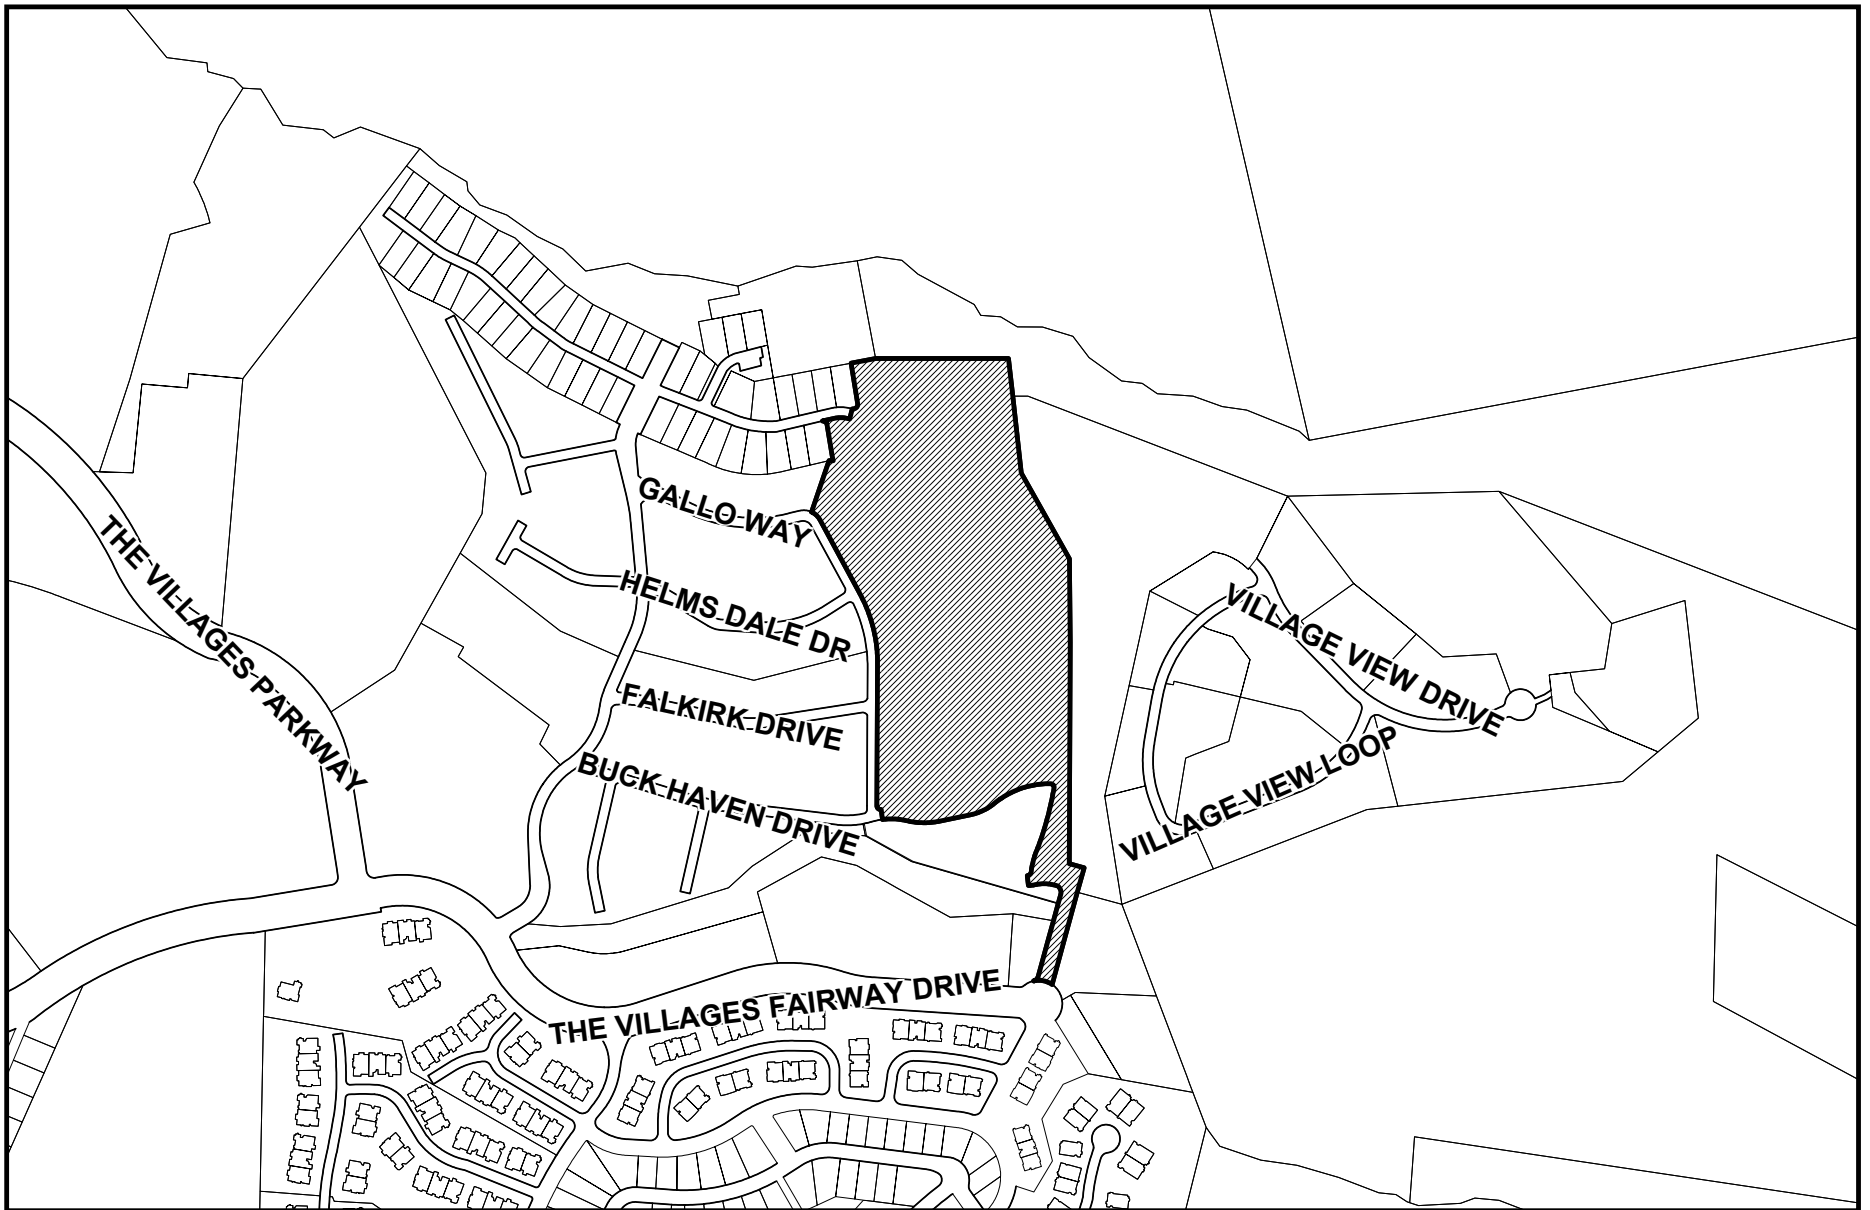 GALLO WAY
THE VILLAGES PARKWAY
HELMS DALE DR
VILLAGE VIEW DRIVE
FALKIRK DRIVE
BUCK HAVEN DRIVE
VILLAGE VIEW LOOP
THE VILLAGES FAIRWAY DRIVE